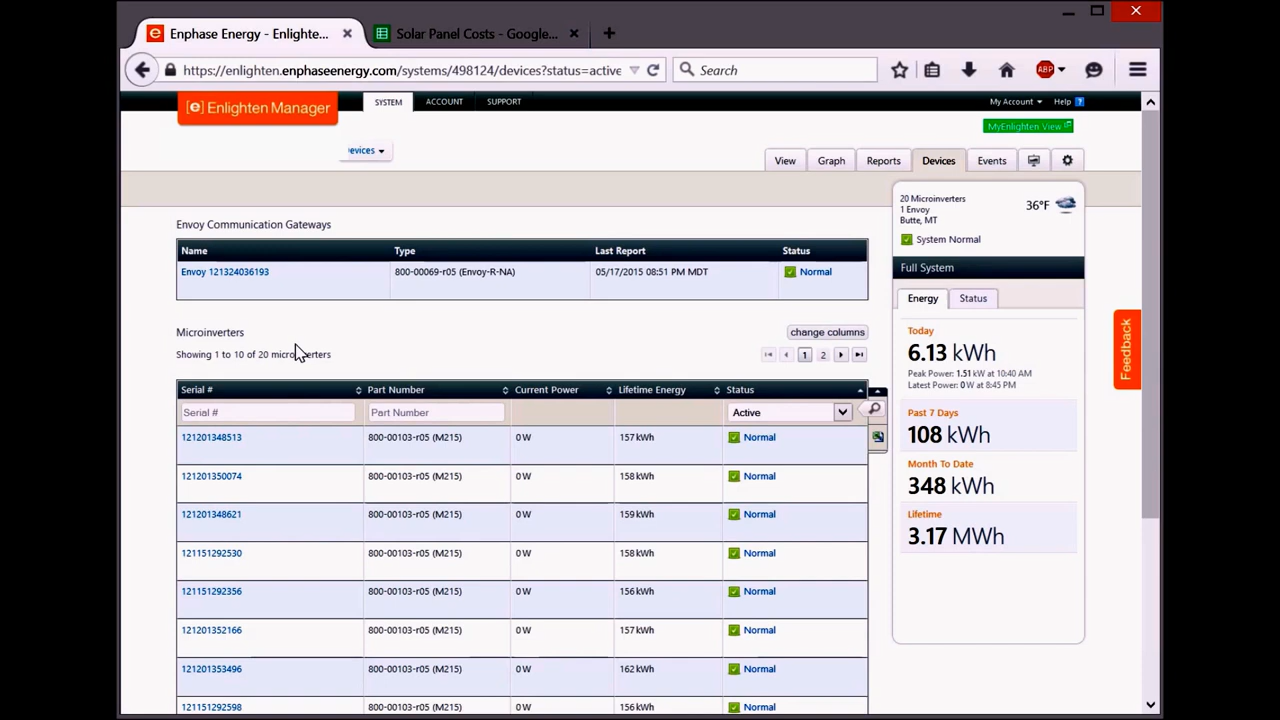 Enphase Energy - Enlighte...
Solar Panel Costs - Google...
https://enlighten.enphaseenergy.com/systems/498124/devices?status=active
Search
ABP
[e] Enlighten Manager
SYSTEM
ACCOUNT
SUPPORT
My Account
Help ?
MyEnlighten View
evices
View
Graph
Reports
Devices
Events
Envoy Communication Gateways
Name Type Last Report Status
Envoy 121324036193 800-00069-r05 (Envoy-R-NA) 05/17/2015 08:51 PM MDT Normal
Microinverters
change columns
Showing 1 to 10 of 20 microinverters
1 2
Serial # Part Number Current Power Lifetime Energy Status
Serial # Part Number Active
121201348513 800-00103-r05 (M215) 0 W 157 kWh Normal
121201350074 800-00103-r05 (M215) 0 W 158 kWh Normal
121201348621 800-00103-r05 (M215) 0 W 159 kWh Normal
121151292530 800-00103-r05 (M215) 0 W 158 kWh Normal
121151292356 800-00103-r05 (M215) 0 W 156 kWh Normal
121201352166 800-00103-r05 (M215) 0 W 157 kWh Normal
121201353496 800-00103-r05 (M215) 0 W 162 kWh Normal
121151292598 800-00103-r05 (M215) 0 W 156 kWh Normal
20 Microinverters
1 Envoy
Butte, MT
36°F
System Normal
Full System
Energy
Status
Today
6.13 kWh
Peak Power: 1.51 kW at 10:40 AM
Latest Power: 0 W at 8:45 PM
Past 7 Days
108 kWh
Month To Date
348 kWh
Lifetime
3.17 MWh
Feedback